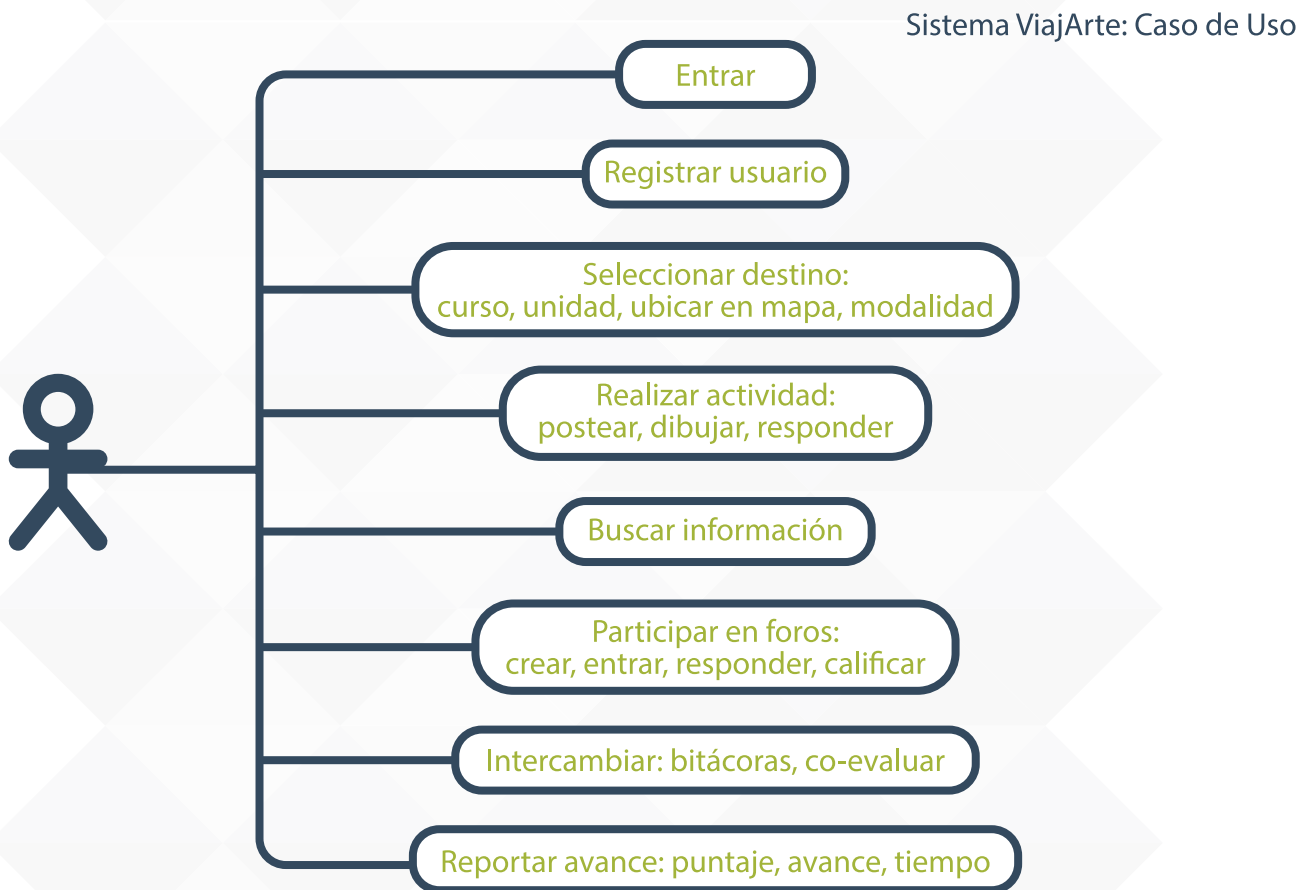 Sistema ViajArte: Caso de Uso
Entrar
Registrar usuario
Seleccionar destino:
curso, unidad, ubicar en mapa, modalidad
Realizar actividad:
postear, dibujar, responder
Buscar información
Participar en foros:
crear, entrar, responder, calificar
Intercambiar: bitácoras, co-evaluar
Reportar avance: puntaje, avance, tiempo